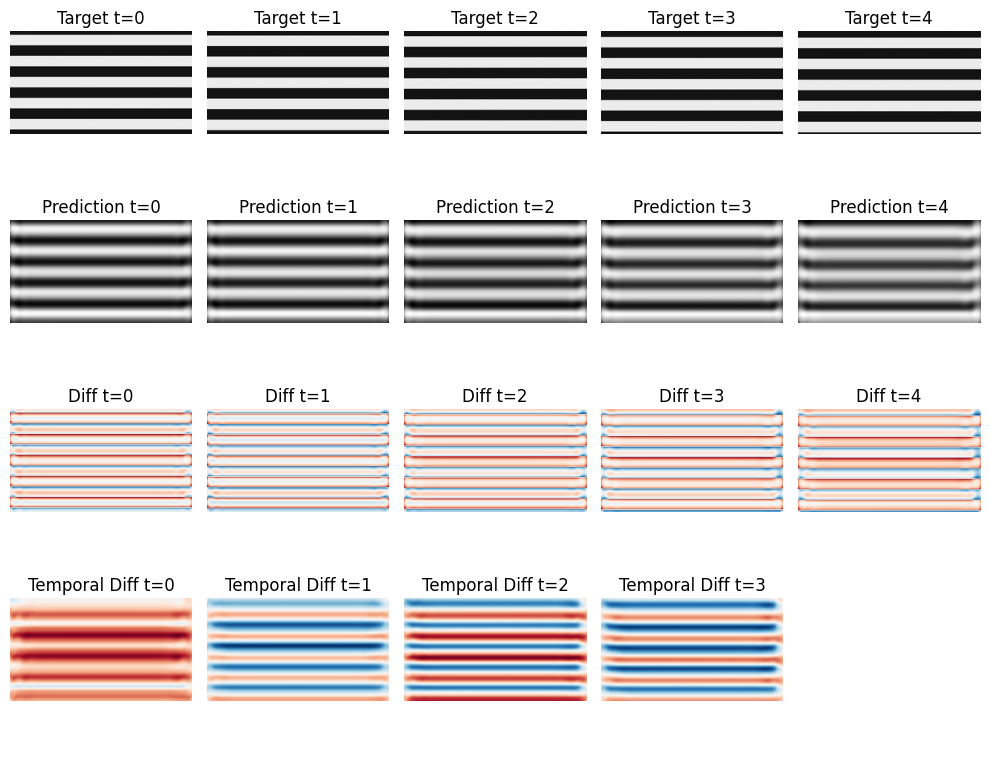 Target t=0
Target t=1
Target t=2
Target t=3
Target t=4
Prediction t=0
Prediction t=1
Prediction t=2
Prediction t=3
Prediction t=4
Diff t=0
Diff t=1
Diff t=2
Diff t=3
Diff t=4
Temporal Diff t=0
Temporal Diff t=1
Temporal Diff t=2
Temporal Diff t=3